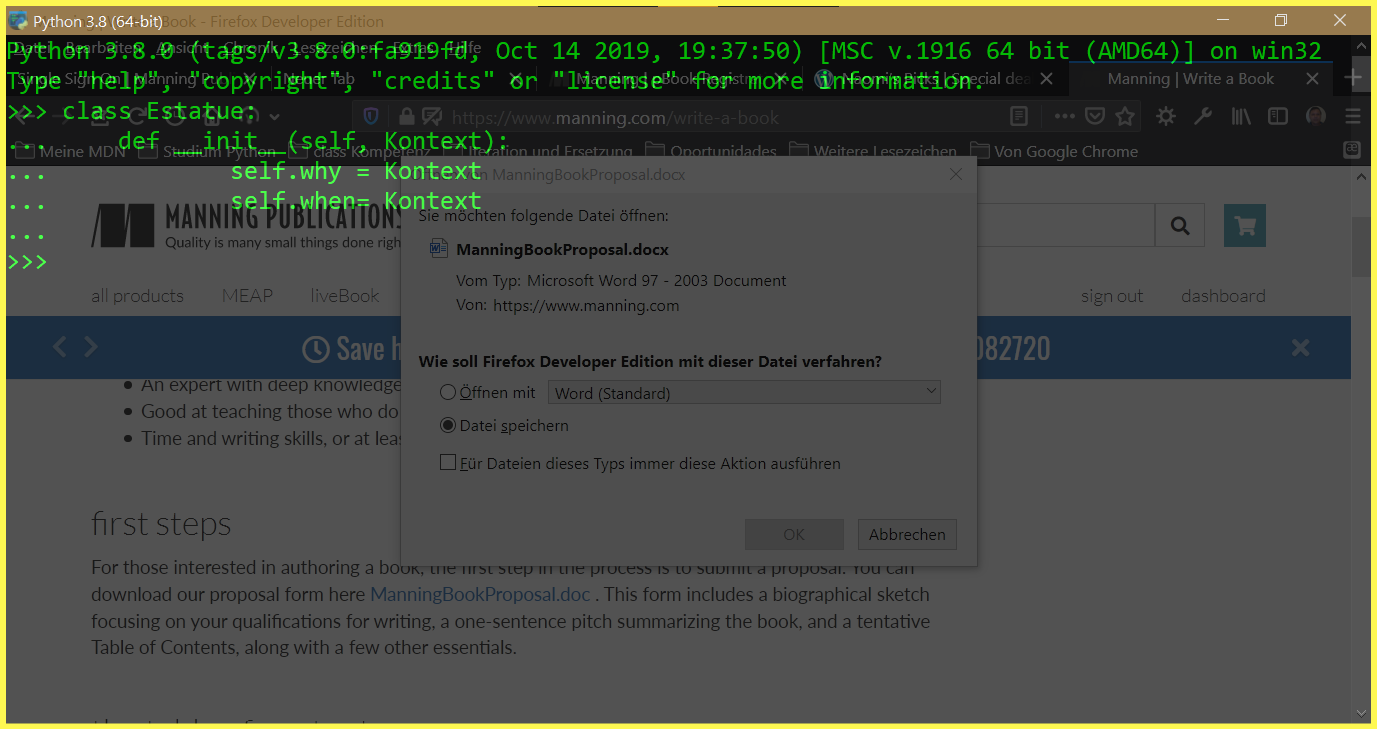 Python 3.8 (64-bit) Book - Firefox Developer Edition
Python 3.8.0 (tags/v3.8.0:fa919fd, Oct 14 2019, 19:37:50) [MSC v.1916 64 bit (AMD64)] on win32
Datei Bearbeiten Ansicht Chronik Lesezeichen Extras Hilfe
Type "help", "copyright", "credits" or "license" for more information.
Single Sign On Manning Pu Neuer Tab Manning: eBook Registr Special dea Manning | Write a Book
>>> class Estatue:
https://www.manning.com/write-a-book
... def __init__(self, Kontext):
Meine MDN Studium Python class Kompetenz Iteration und Ersetzung Oportunidades Weitere Lesezeichen Von Google Chrome
... self.why = Kontext
ManningBookProposal.docx
... self.when= Kontext
...
>>>
MANNING PUBLICATIONS
Quality is many small things done righ
Sie möchten folgende Datei öffnen:
ManningBookProposal.docx
Vom Typ: Microsoft Word 97 - 2003 Document
Von: https://www.manning.com
all products MEAP liveBook sign out dashboard
Save h 082720
Wie soll Firefox Developer Edition mit dieser Datei verfahren?
Öffnen mit Word (Standard)
Datei speichern
Für Dateien dieses Typs immer diese Aktion ausführen
OK Abbrechen
An expert with deep knowledge
Good at teaching those who do
Time and writing skills, or at leas
first steps
For those interested in authoring a book, the first step in the process is to submit a proposal. You can
download our proposal form here ManningBookProposal.doc . This form includes a biographical sketch
focusing on your qualifications for writing, a one-sentence pitch summarizing the book, and a tentative
Table of Contents, along with a few other essentials.